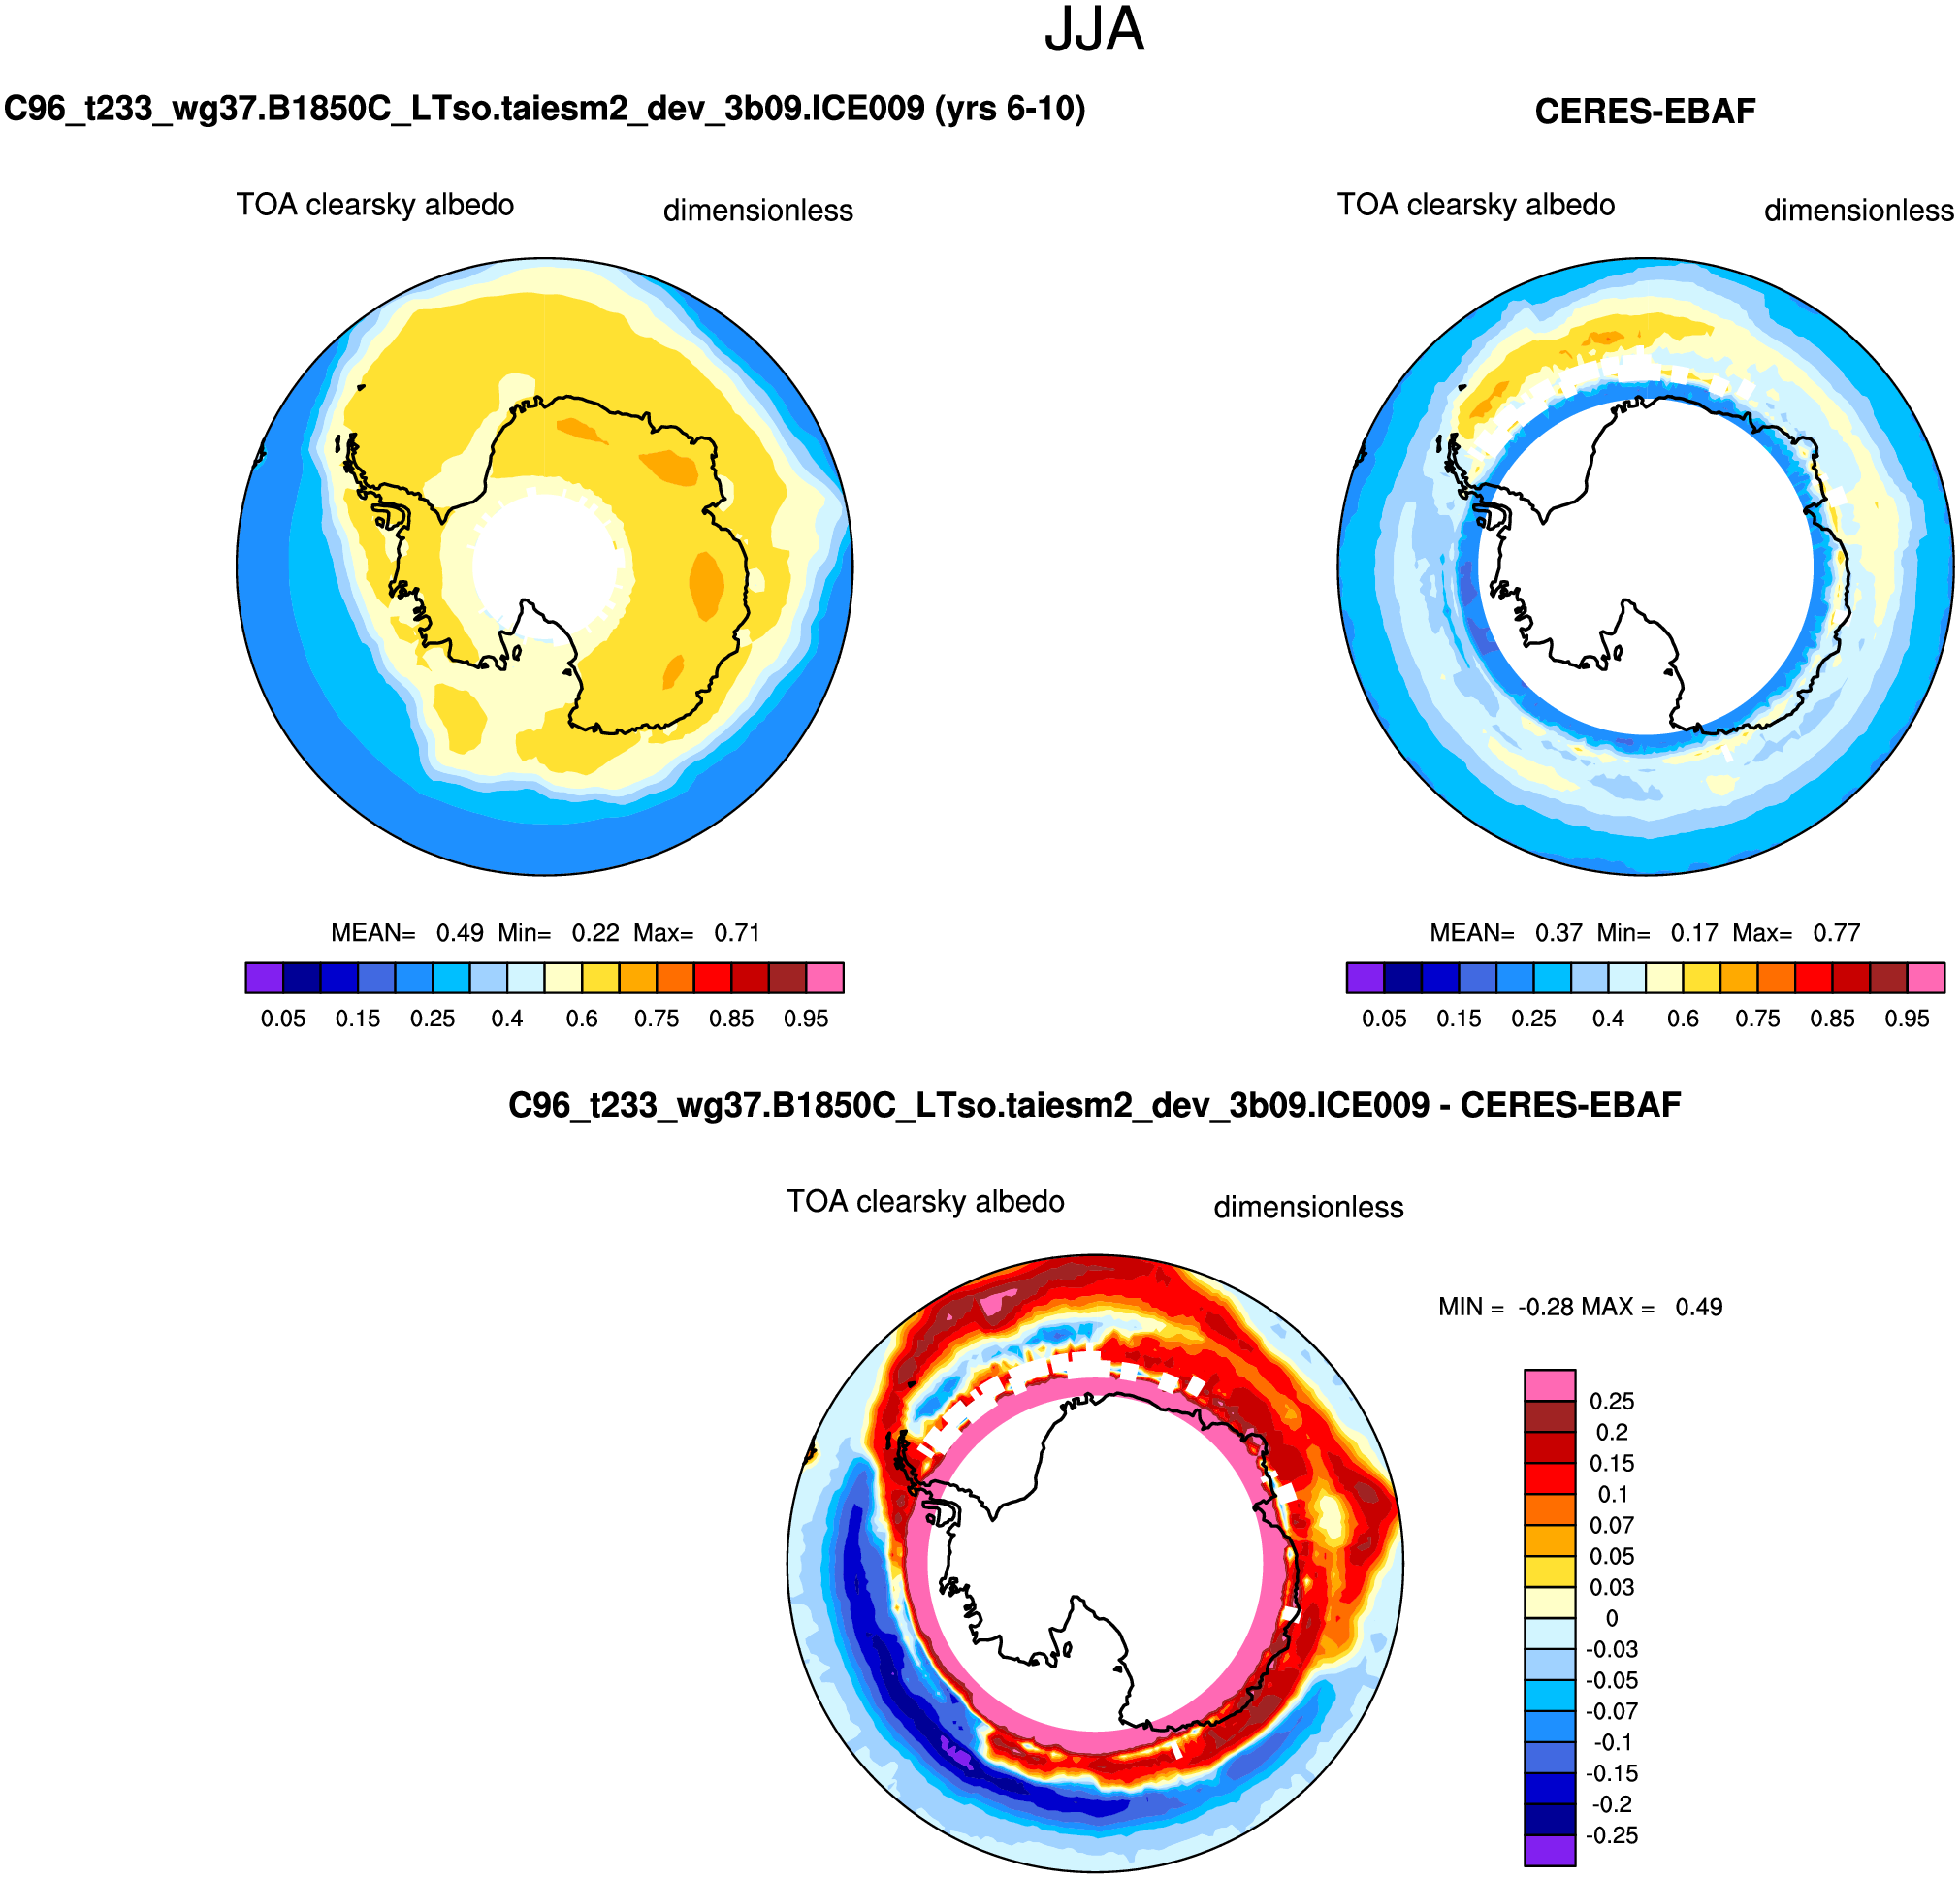 JJA
C96_t233_wg37.B1850C_LTso.taiesm2_dev_3b09.ICE009 (yrs 6-10)
CERES-EBAF
TOA clearsky albedo dimensionless
TOA clearsky albedo dimensionless
MEAN= 0.49 Min= 0.22 Max= 0.71
0.05 0.15 0.25 0.4 0.6 0.75 0.85 0.95
MEAN= 0.37 Min= 0.17 Max= 0.77
0.05 0.15 0.25 0.4 0.6 0.75 0.85 0.95
C96_t233_wg37.B1850C_LTso.taiesm2_dev_3b09.ICE009 - CERES-EBAF
TOA clearsky albedo dimensionless
MIN = -0.28 MAX = 0.49
0.25
0.2
0.15
0.1
0.07
0.05
0.03
0
-0.03
-0.05
-0.07
-0.1
-0.15
-0.2
-0.25